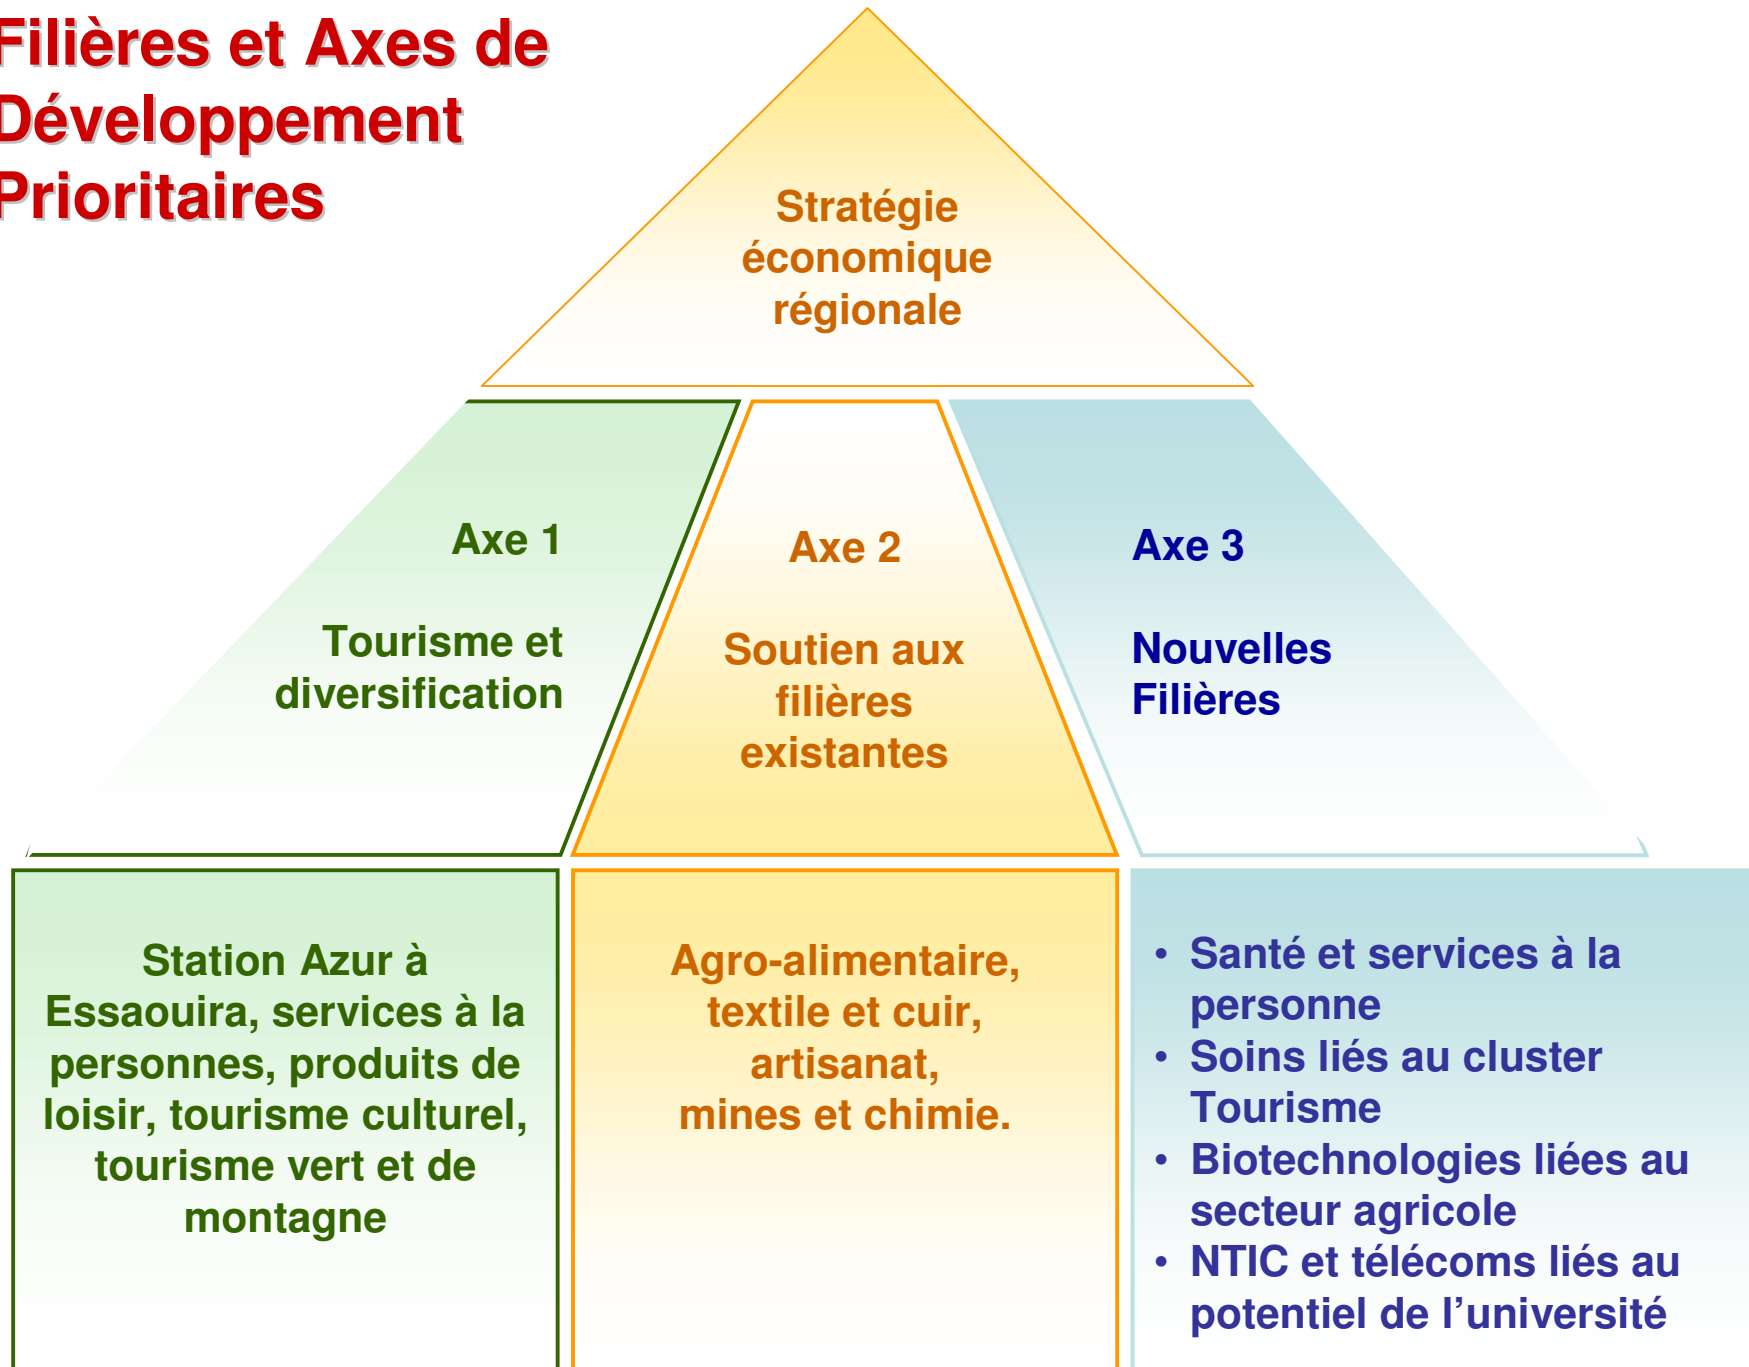 Filières et Axes de
Développement
Prioritaires
Stratégie
économique
régionale
Axe 1
Tourisme et
diversification
Axe 2
Soutien aux
filières
existantes
Axe 3
Nouvelles
Filières
Station Azur à
Essaouira, services à la
personnes, produits de
loisir, tourisme culturel,
tourisme vert et de
montagne
Agro-alimentaire,
textile et cuir,
artisanat,
mines et chimie.
• Santé et services à la
personne
• Soins liés au cluster
Tourisme
• Biotechnologies liées au
secteur agricole
• NTIC et télécoms liés au
potentiel de l’université